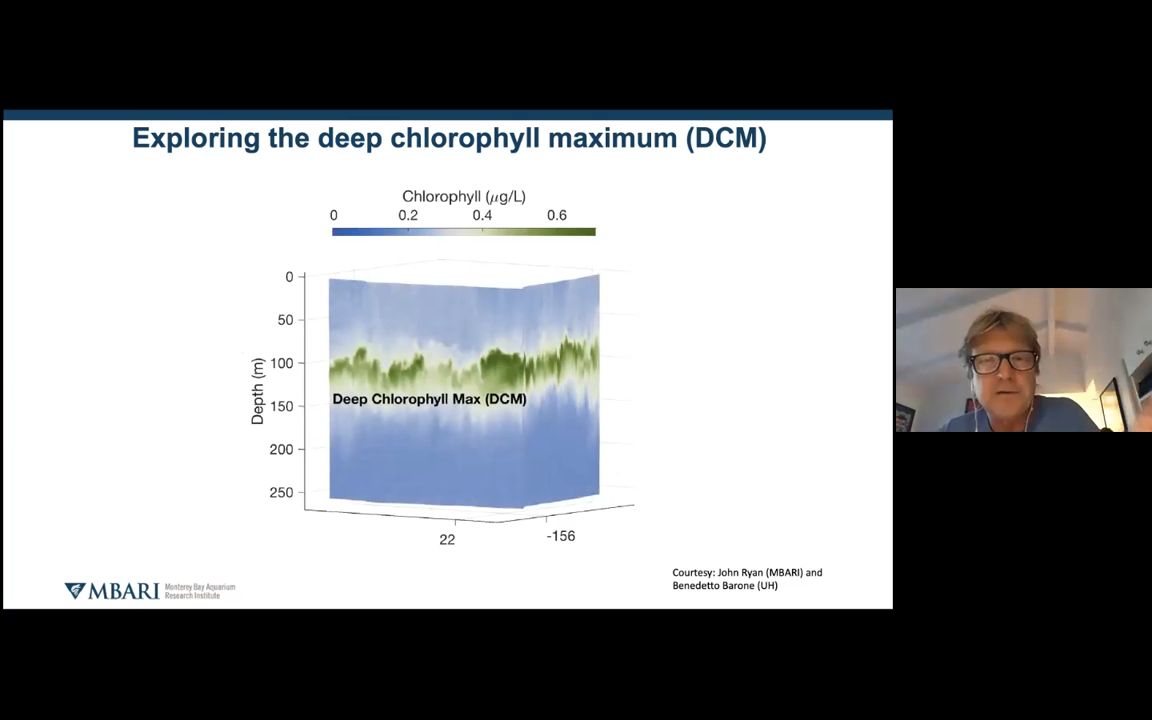 Exploring the deep chlorophyll maximum (DCM)
Chlorophyll (μg/L)
0 0.2 0.4 0.6
0
50
100
150
200
250
Depth (m)
Deep Chlorophyll Max (DCM)
22
-156
Courtesy: John Ryan (MBARI) and
Benedetto Barone (UH)
MBARI
Monterey Bay Aquarium
Research Institute